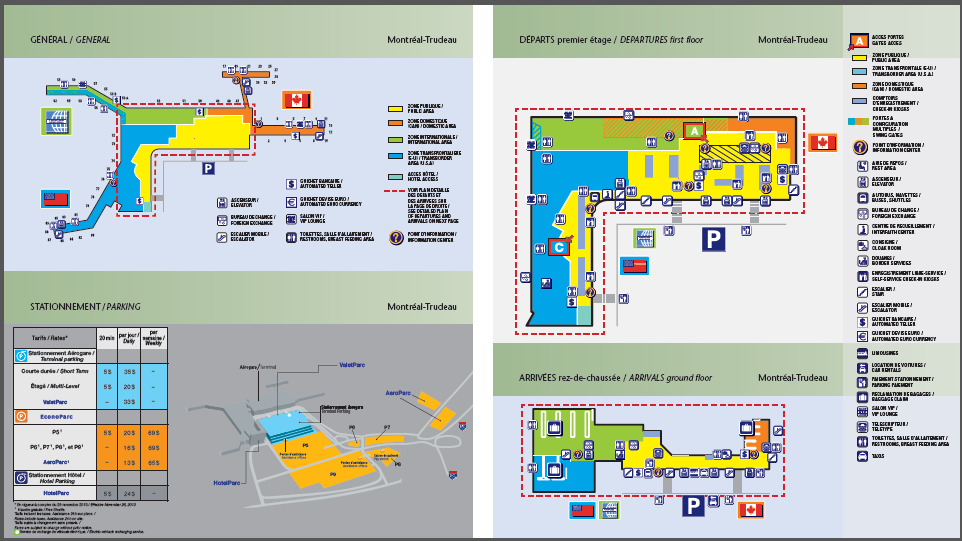 GÉNÉRAL / GENERAL
Montréal-Trudeau
ZONE PUBLIQUE /
PUBLIC AREA
ZONE DOMESTIQUE
(CAN) / DOMESTIC AREA
ZONE INTERNATIONALE /
INTERNATIONAL AREA
ZONE TRANSFRONTALIÈRE
(É-U) / TRANSBORDER
AREA (U.S.A)
ACCÈS HÔTEL /
HOTEL ACCESS
VOIR PLAN DÉTAILLÉ
DES DÉPARTS ET
DES ARRIVÉES SUR
LA PAGE DE DROITE /
SEE DETAILED PLAN
OF DEPARTURES AND
ARRIVALS ON NEXT PAGE
POINT D'INFORMATION /
INFORMATION CENTER
P
ASCENSEUR /
ELEVATOR
BUREAU DE CHANGE /
FOREIGN EXCHANGE
ESCALIER MOBILE /
ESCALATOR
GUICHET BANCAIRE /
AUTOMATED TELLER
GUICHET DEVISE EURO /
AUTOMATED EURO CURRENCY
SALON VIP /
VIP LOUNGE
TOILETTES, SALLE D'ALLAITEMENT /
RESTROOMS, BREAST FEEDING AREA
STATIONNEMENT / PARKING
Montréal-Trudeau
Tarifs / Rates*
20 min
par jour /
Daily
par
semaine /
Weekly
Stationnement Aérogare /
Terminal parking
Courte durée / Short Term 5 $ 35 $ –
Étagé / Multi-Level 5 $ 20 $ –
ValetParc – 33 $ –
EconoParc
P5¹ 5 $ 20 $ 69 $
P6¹, P7¹, P8¹, et P9¹ – 16 $ 69 $
AeroParc¹ – 13 $ 65 $
Stationnement Hôtel /
Hotel Parking
HotelParc 5 $ 24 $ –
Aérogare / Terminal
ValetParc
AeroParc
Stationnement Aérogare
Terminal Parking
P5
P6
P7
P8
P9
HotelParc
DÉPARTS premier étage / DEPARTURES first floor
Montréal-Trudeau
A
C
P
ARRIVÉES rez-de-chaussée / ARRIVALS ground floor
Montréal-Trudeau
P
A
ACCÈS PORTES
GATES ACCES
ZONE PUBLIQUE /
PUBLIC AREA
ZONE TRANSFRONTALIÈRE (É-U) /
TRANSBORDER AREA (U.S.A)
ZONE DOMESTIQUE
(CAN) / DOMESTIC AREA
COMPTOIRS
D'ENREGISTREMENT /
CHECK-IN KIOSKS
PORTES À
CONFIGURATION
MULTIPLES /
SWING GATES
POINT D'INFORMATION /
INFORMATION CENTER
AIRE DE REPOS /
REST AREA
ASCENSEUR /
ELEVATOR
AUTOBUS, NAVETTES /
BUSES, SHUTTLES
BUREAU DE CHANGE /
FOREIGN EXCHANGE
CENTRE DE RECUEILLEMENT /
INTERFAITH CENTER
CONSIGNE /
CLOAK ROOM
DOUANES /
BORDER SERVICES
ENREGISTREMENT LIBRE-SERVICE /
SELF-SERVICE CHECK-IN KIOSKS
ESCALIER /
STAIR
ESCALIER MOBILE /
ESCALATOR
GUICHET BANCAIRE /
AUTOMATED TELLER
GUICHET DEVISE EURO /
AUTOMATED EURO CURRENCY
LIMOUSINES
LOCATION DE VOITURES /
CAR RENTALS
PAIEMENT STATIONNEMENT /
PARKING PAIEMENT
RÉCLAMATION DE BAGAGES /
BAGGAGE CLAIM
SALON VIP /
VIP LOUNGE
TÉLÉSCRIPTEUR /
TELETYPE
TOILETTES, SALLE D'ALLAITEMENT /
RESTROOMS, BREAST FEEDING AREA
TAXIS